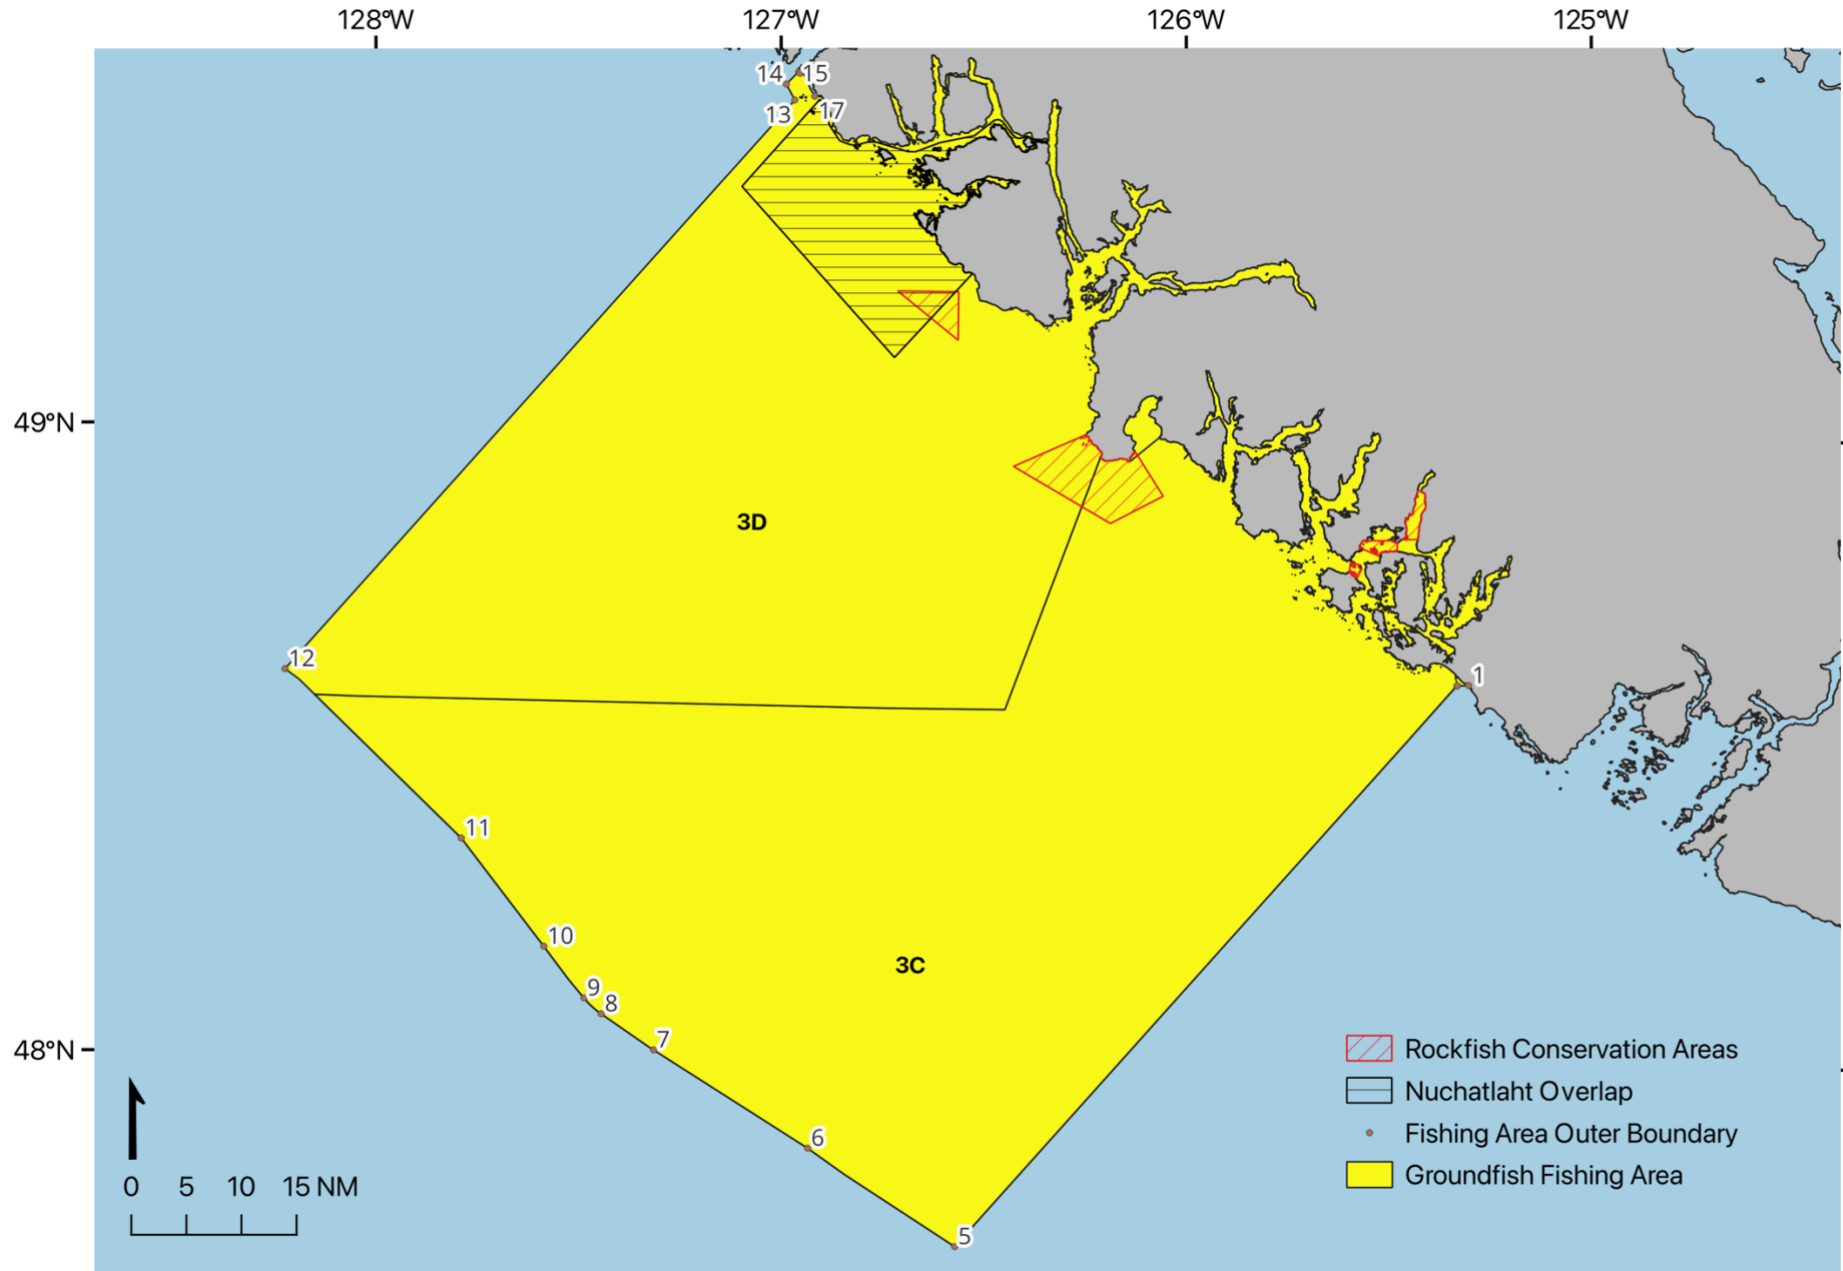 128°W
127°W
126°W
125°W
14
15
13
17
49°N
3D
12
1
11
10
3C
9
8
7
48°N
6
5
Rockfish Conservation Areas
Nuchatlaht Overlap
Fishing Area Outer Boundary
Groundfish Fishing Area
0 5 10 15 NM